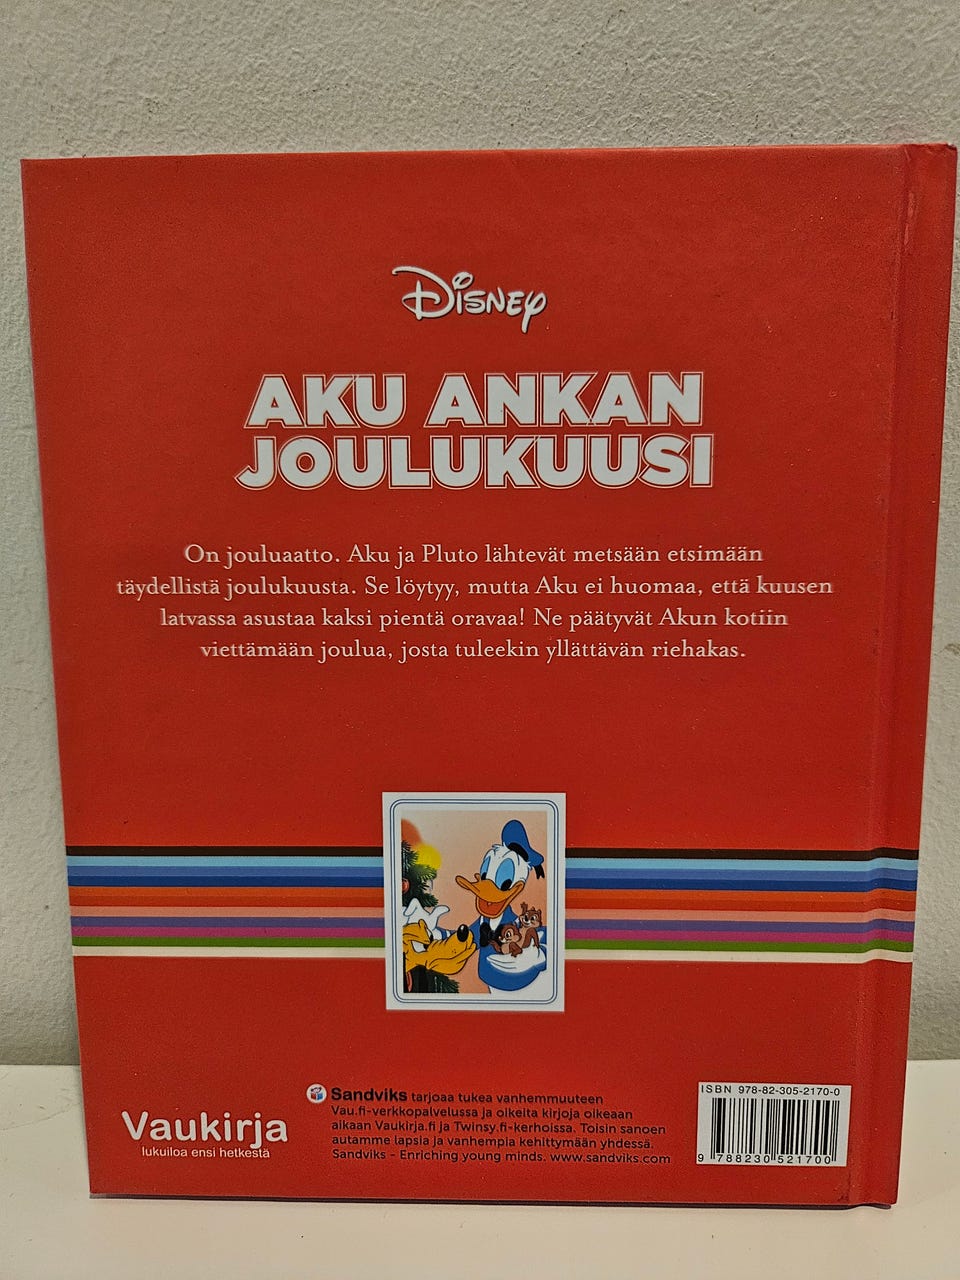 Disney
AKU ANKAN
JOULUKUUSI
On jouluaatto. Aku ja Pluto lähtevät metsään etsimään
täydellistä joulukuusta. Se löytyy, mutta Aku ei huomaa, että kuusen
latvassa asustaa kaksi pientä oravaa! Ne päätyvät Akun kotiin
viettämään joulua, josta tuleekin yllättävän riehakas.
Vaukirja
lukuiloa ensi hetkestä
Sandviks tarjoaa tukea vanhemmuuteen
Vau.fi-verkkopalvelussa ja oikeita kirjoja oikeaan
aikaan Vaukirja.fi ja Twinsy.fi-kerhoissa. Toisin sanoen
autamme lapsia ja vanhempia kehittymään yhdessä.
Sandviks – Enriching young minds. www.sandviks.com
ISBN 978-82-305-2170-0
9 788230 521700